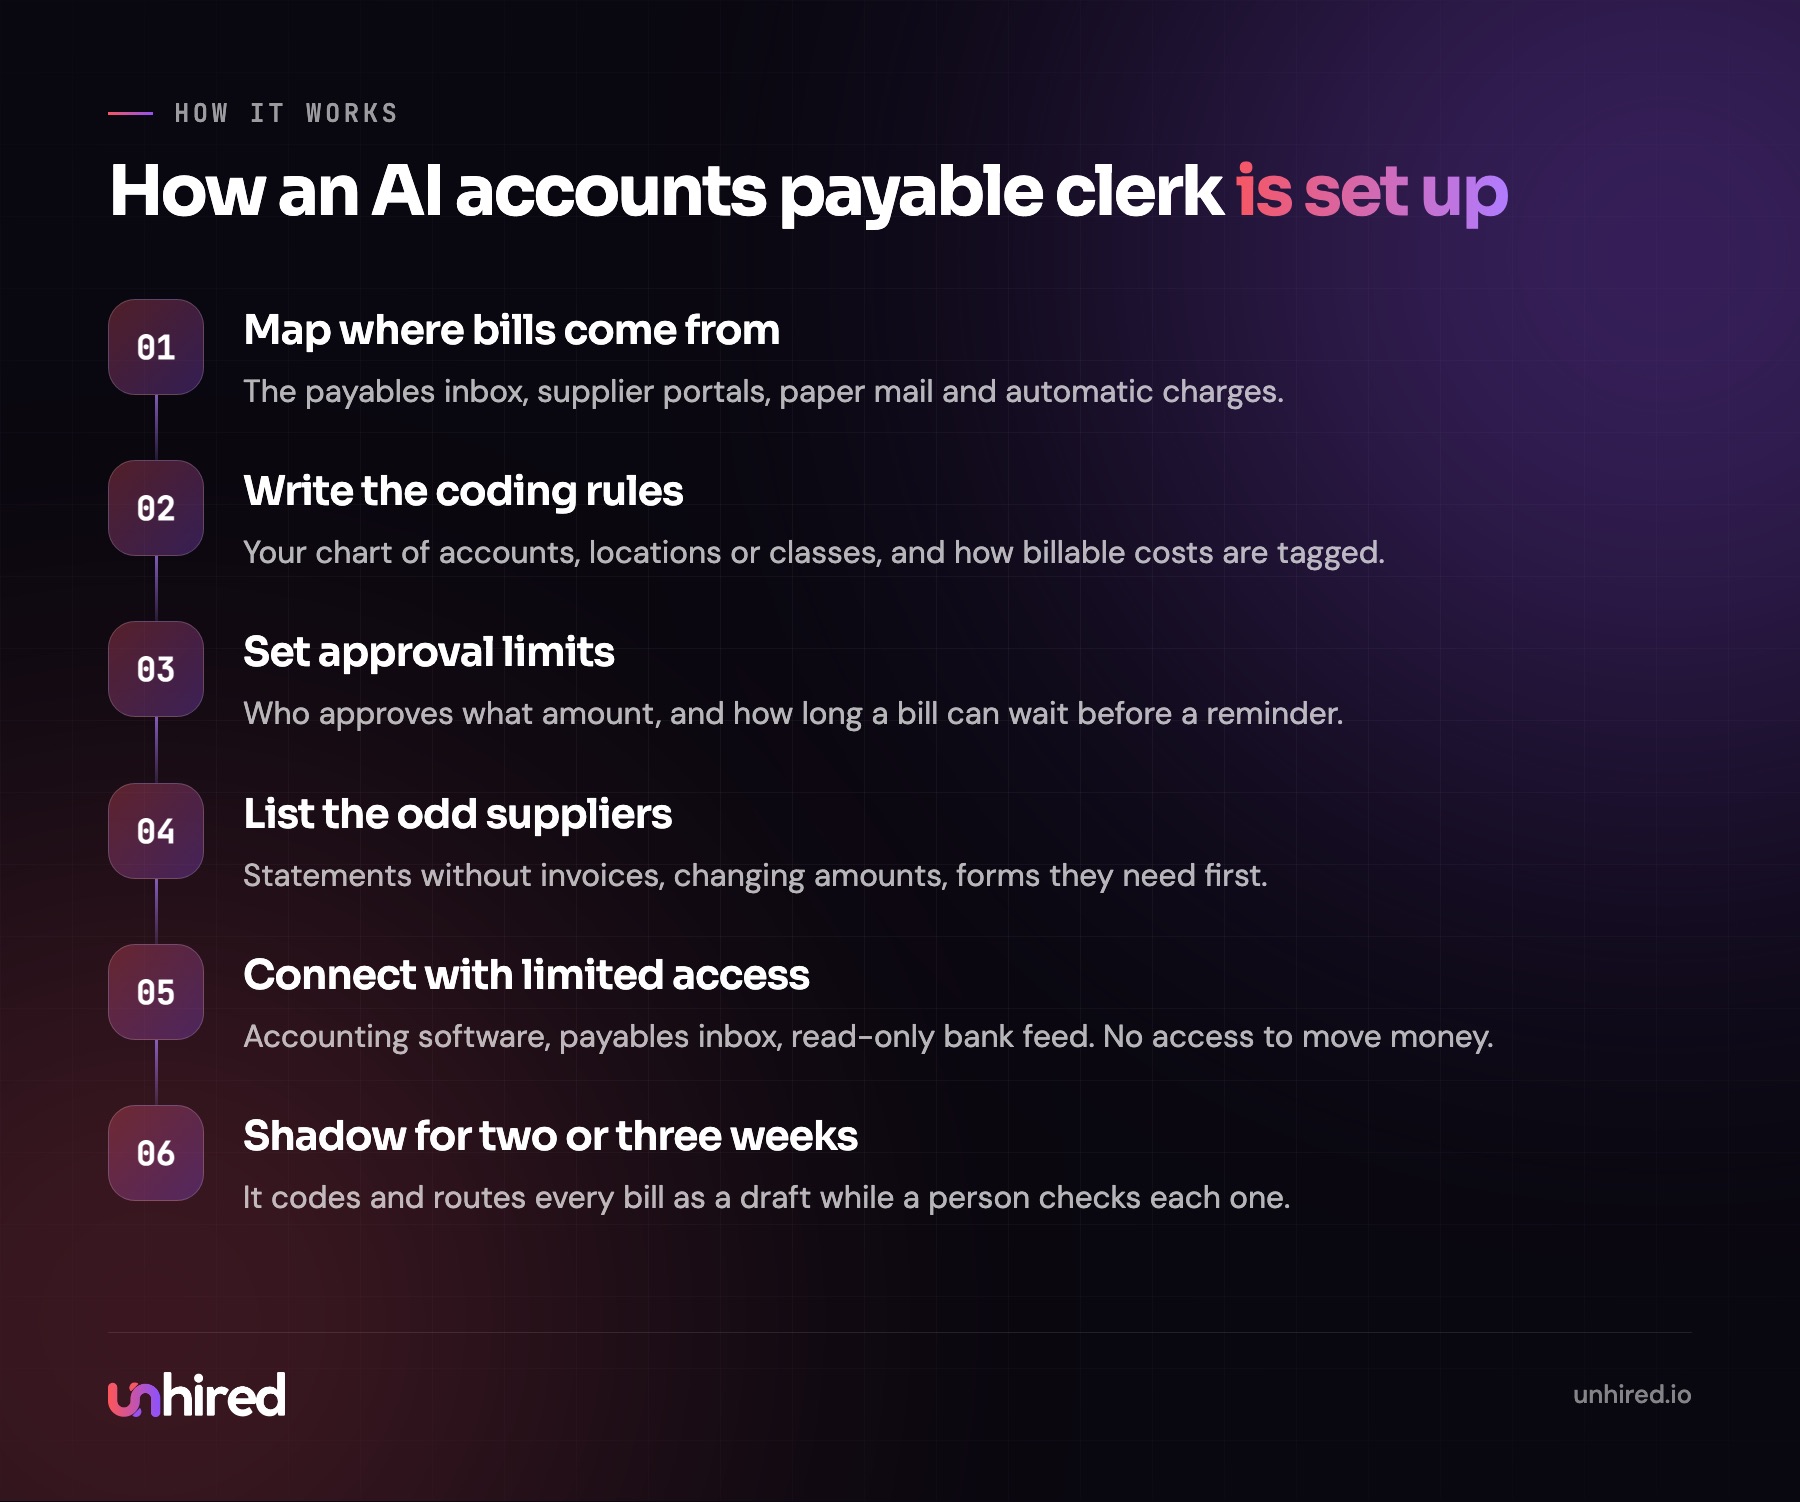 HOW IT WORKS
How an AI accounts payable clerk is set up
01
Map where bills come from
The payables inbox, supplier portals, paper mail and automatic charges.
02
Write the coding rules
Your chart of accounts, locations or classes, and how billable costs are tagged.
03
Set approval limits
Who approves what amount, and how long a bill can wait before a reminder.
04
List the odd suppliers
Statements without invoices, changing amounts, forms they need first.
05
Connect with limited access
Accounting software, payables inbox, read-only bank feed. No access to move money.
06
Shadow for two or three weeks
It codes and routes every bill as a draft while a person checks each one.
unhired
unhired.io